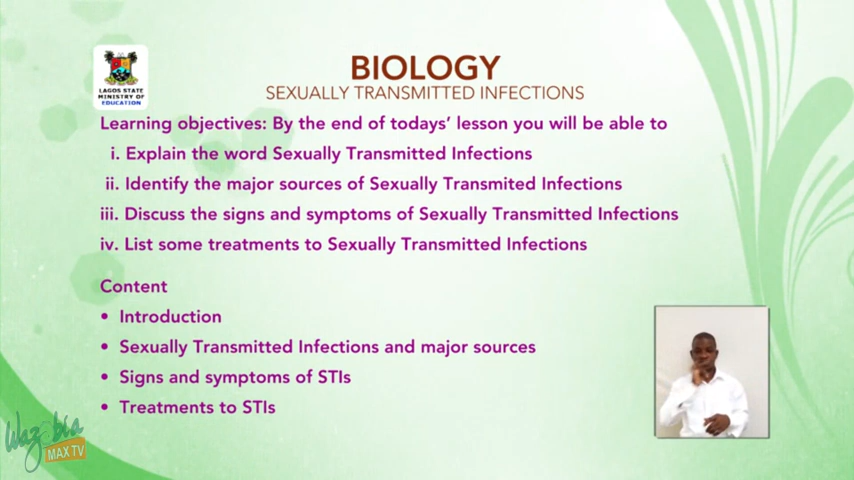 LAGOS STATE
MINISTRY OF
EDUCATION
BIOLOGY
SEXUALLY TRANSMITTED INFECTIONS
Learning objectives: By the end of todays’ lesson you will be able to
i. Explain the word Sexually Transmitted Infections
ii. Identify the major sources of Sexually Transmited Infections
iii. Discuss the signs and symptoms of Sexually Transmitted Infections
iv. List some treatments to Sexually Transmitted Infections
Content
• Introduction
• Sexually Transmitted Infections and major sources
• Signs and symptoms of STIs
• Treatments to STIs
Wazobia
MAX TV